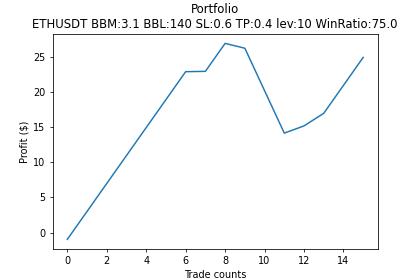 Portfolio
ETHUSDT BBM:3.1 BBL:140 SL:0.6 TP:0.4 lev:10 WinRatio:75.0
25
20
15
10
5
0
Profit ($)
0 2 4 6 8 10 12 14
Trade counts